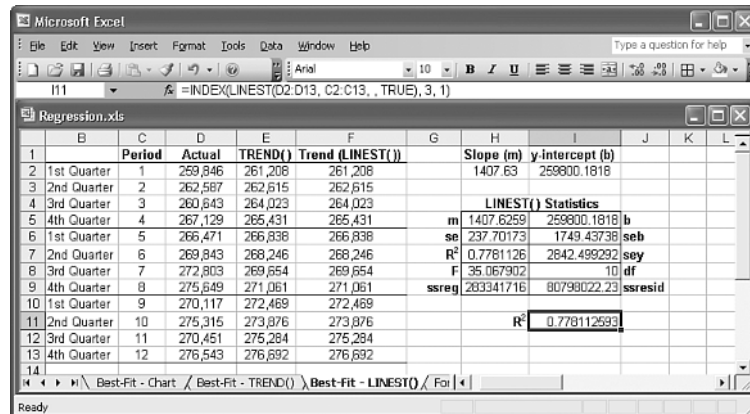 Microsoft Excel
File Edit View Insert Format Tools Data Window Help Type a question for help
Arial 10 B I U
I11 fx =INDEX(LINEST(D2:D13, C2:C13, , TRUE), 3, 1)
Regression.xls
B C D E F G H I J K L
1 Period Actual TREND() Trend (LINEST()) Slope (m) y-intercept (b)
2 1st Quarter 1 259,846 261,208 261,208 1407.63 259800.1818
3 2nd Quarter 2 262,587 262,615 262,615
4 3rd Quarter 3 260,643 264,023 264,023 LINEST() Statistics
5 4th Quarter 4 267,129 265,431 265,431 m 1407.6259 259800.1818 b
6 1st Quarter 5 266,471 266,838 266,838 se 237.70173 1749.43738 seb
7 2nd Quarter 6 269,843 268,246 268,246 R² 0.7781126 2842.499292 sey
8 3rd Quarter 7 272,803 269,654 269,654 F 35.067902 10 df
9 4th Quarter 8 275,649 271,061 271,061 ssreg 283341716 80798022.23 ssresid
10 1st Quarter 9 270,117 272,469 272,469
11 2nd Quarter 10 275,315 273,876 273,876 R² 0.778112593
12 3rd Quarter 11 270,451 275,284 275,284
13 4th Quarter 12 276,543 276,692 276,692
14
Best-Fit - Chart Best-Fit - TREND() Best-Fit - LINEST() For
Ready